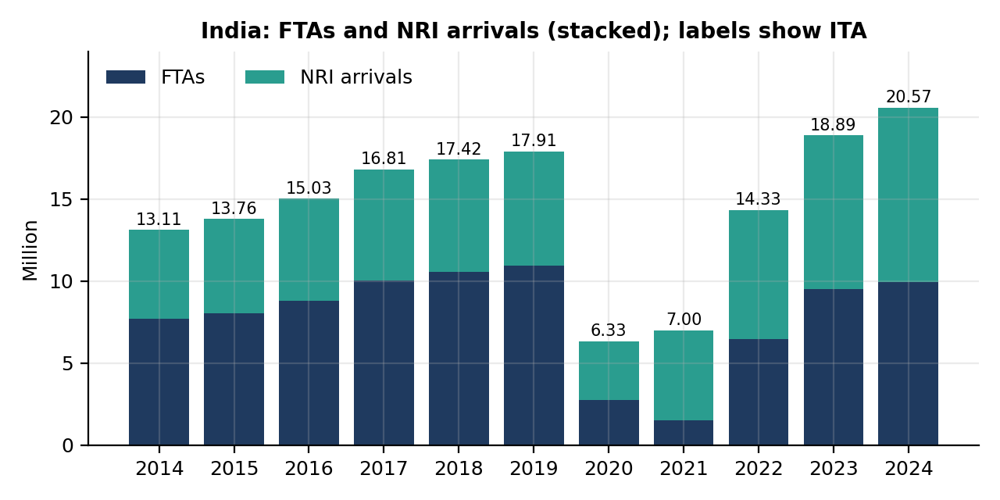 India: FTAs and NRI arrivals (stacked); labels show ITA
FTAs NRI arrivals
Million
20
15
10
5
0
13.11 13.76 15.03 16.81 17.42 17.91 6.33 7.00 14.33 18.89 20.57
2014 2015 2016 2017 2018 2019 2020 2021 2022 2023 2024